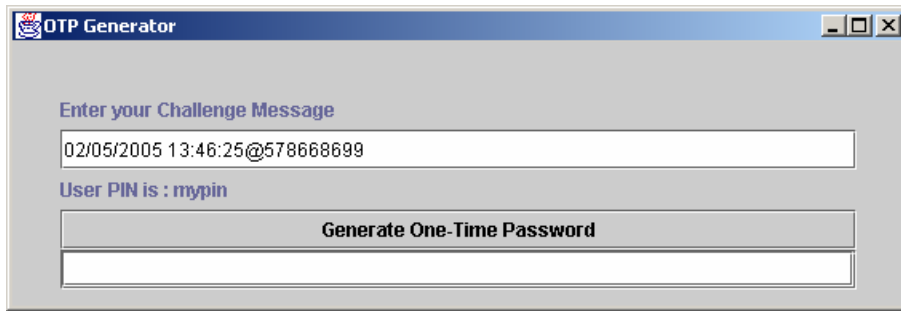 OTP Generator
Enter your Challenge Message
02/05/2005 13:46:25@578668699
User PIN is : mypin
Generate One-Time Password